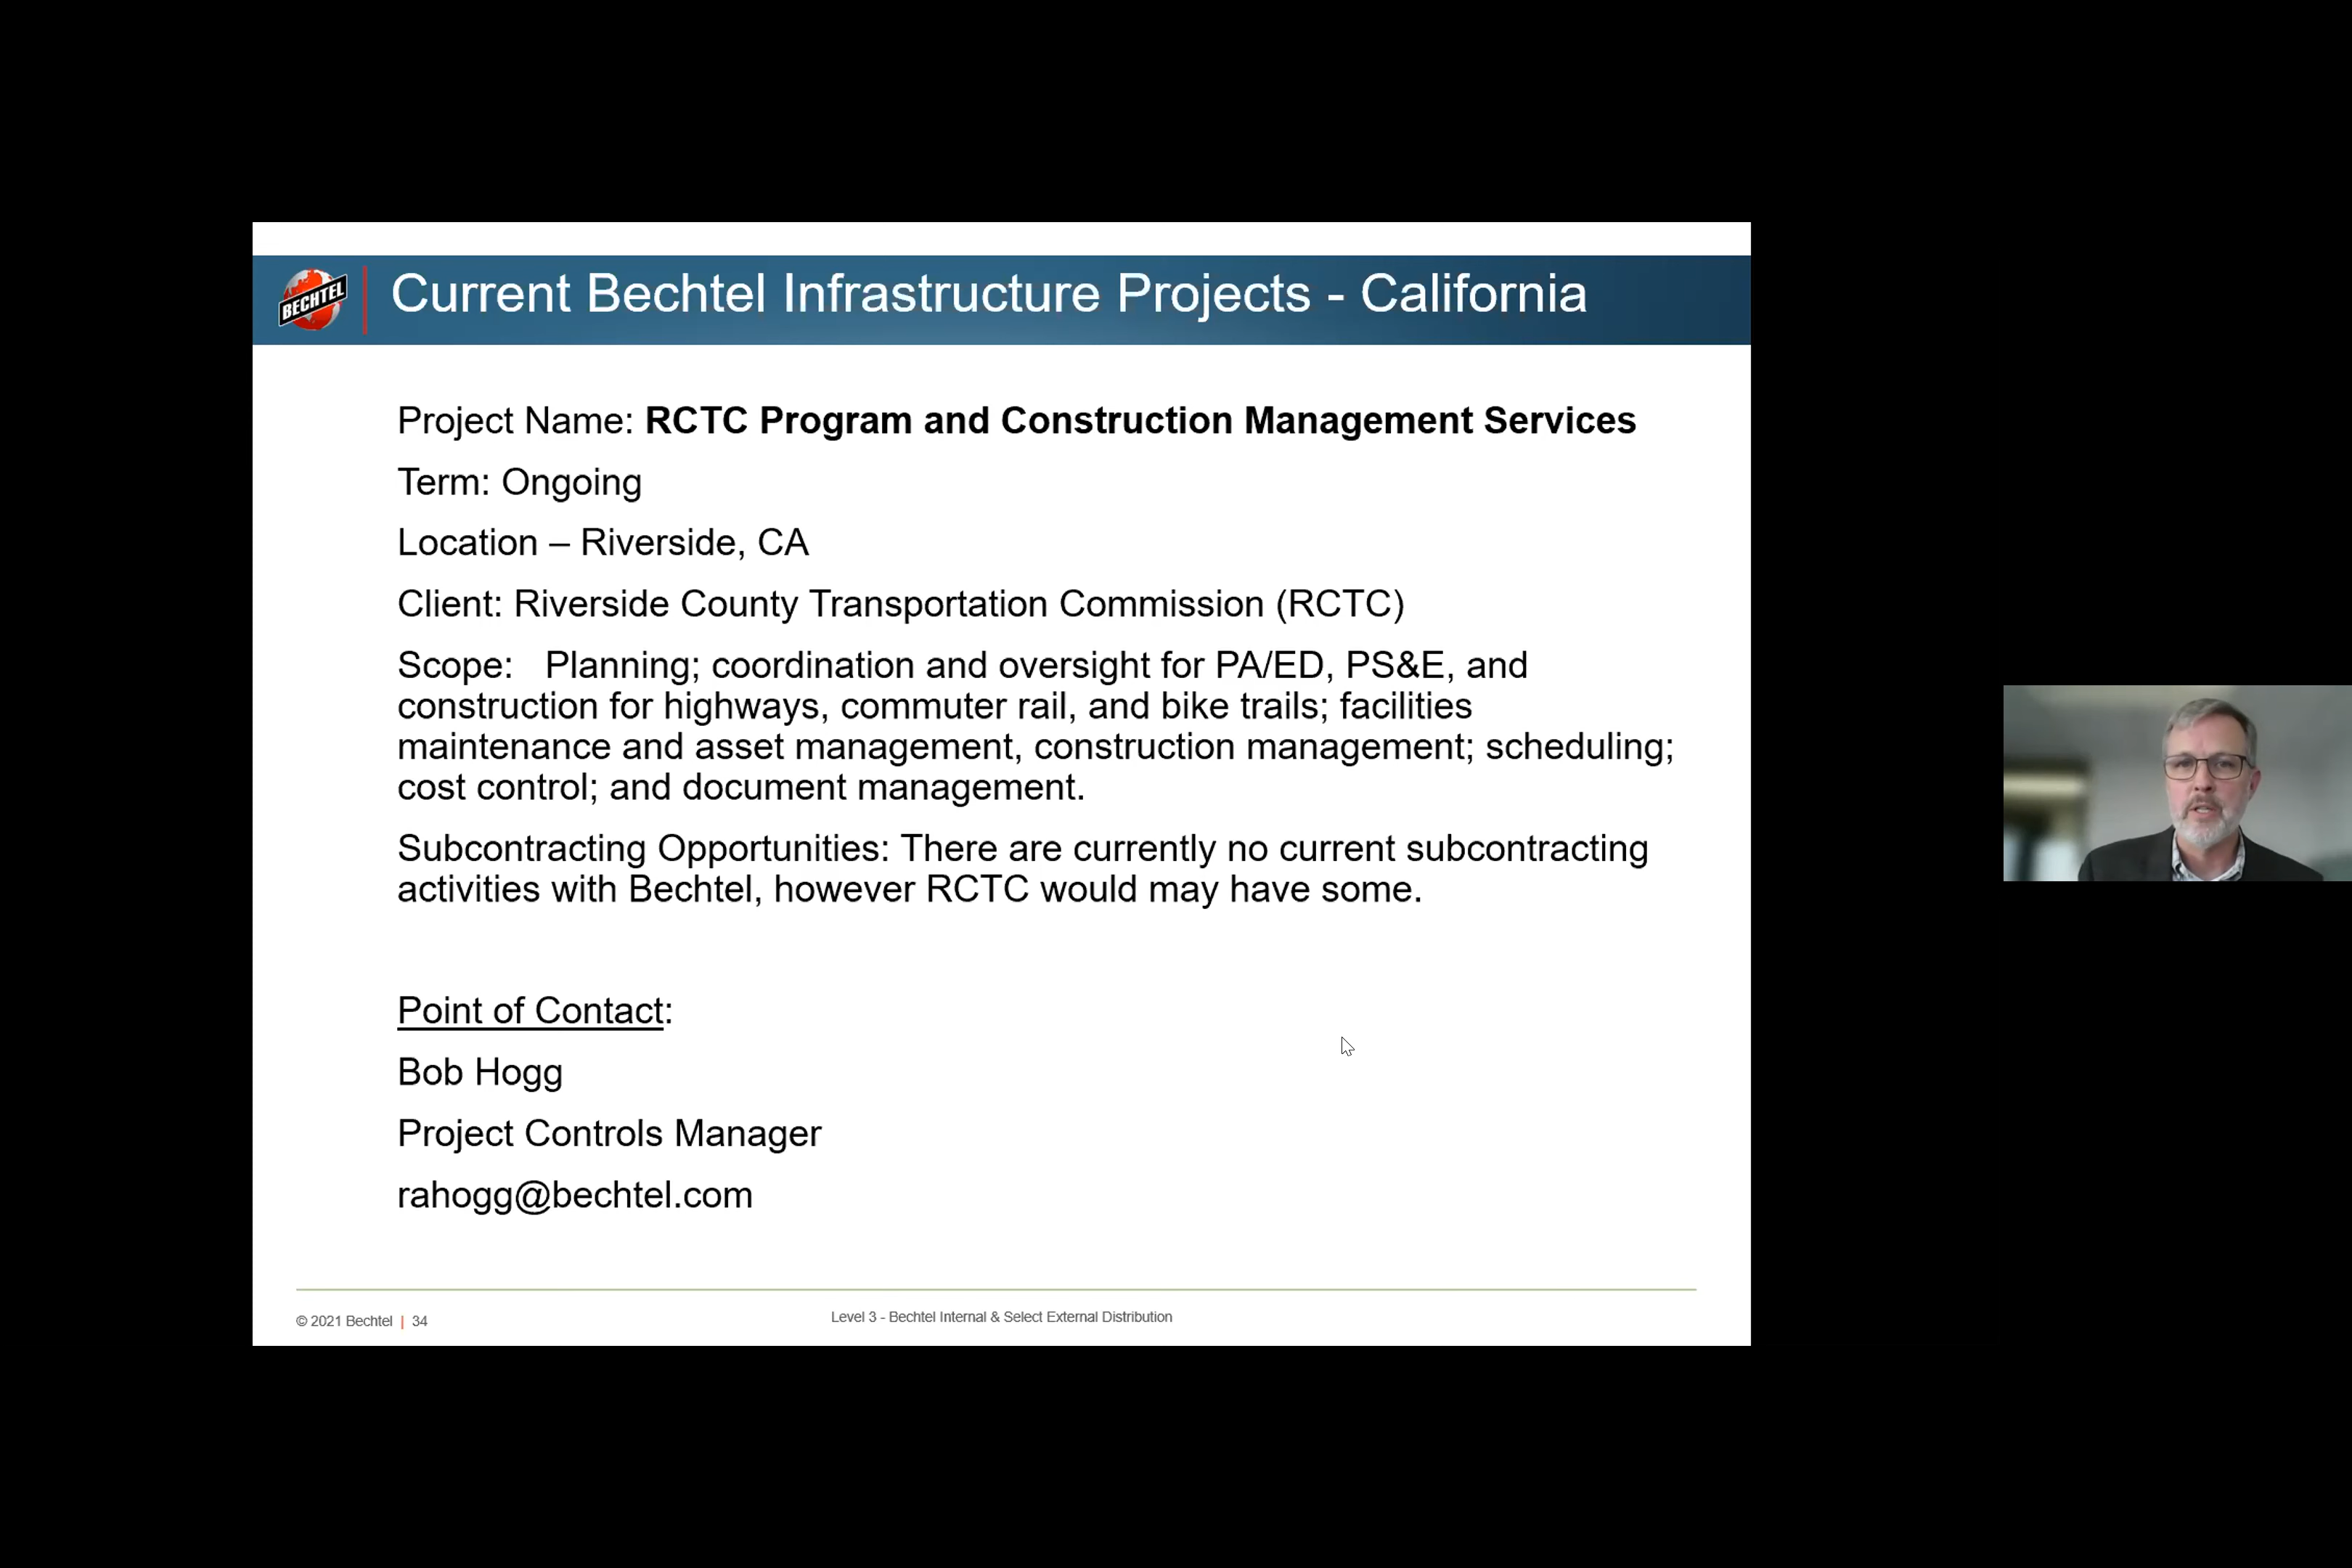 BECHTEL
Current Bechtel Infrastructure Projects - California
Project Name: RCTC Program and Construction Management Services
Term: Ongoing
Location – Riverside, CA
Client: Riverside County Transportation Commission (RCTC)
Scope:   Planning; coordination and oversight for PA/ED, PS&E, and
construction for highways, commuter rail, and bike trails; facilities
maintenance and asset management, construction management; scheduling;
cost control; and document management.
Subcontracting Opportunities: There are currently no current subcontracting
activities with Bechtel, however RCTC would may have some.
Point of Contact:
Bob Hogg
Project Controls Manager
rahogg@bechtel.com
© 2021 Bechtel | 34
Level 3 - Bechtel Internal & Select External Distribution